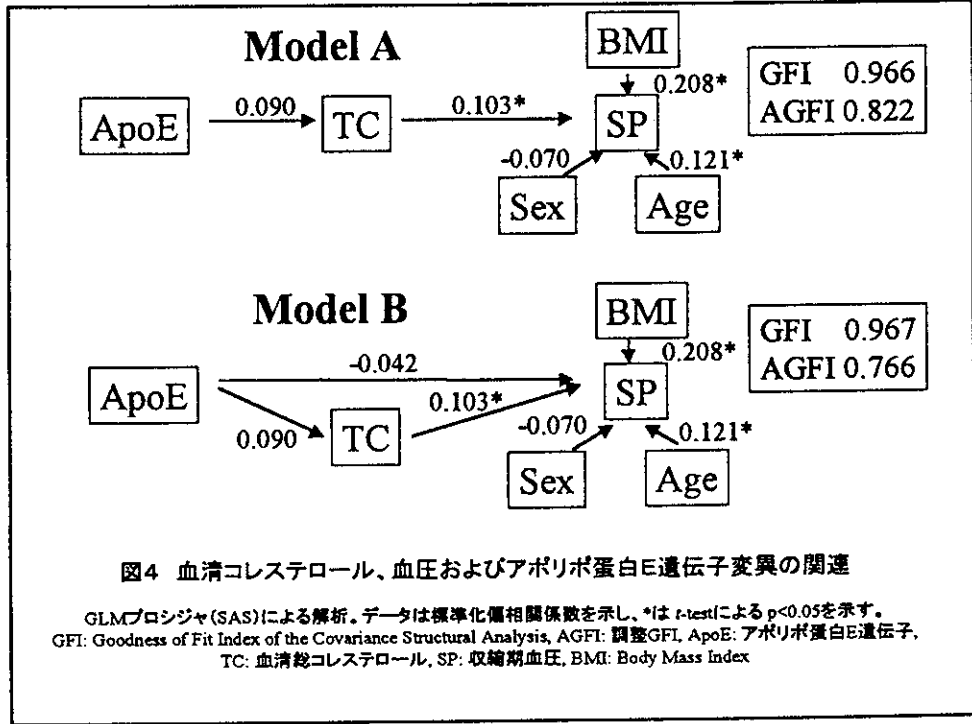 Model A
BMI
GFI 0.966
AGFI 0.822
0.208*
ApoE
0.090
TC
0.103*
SP
-0.070
0.121*
Sex
Age
Model B
BMI
GFI 0.967
AGFI 0.766
0.208*
-0.042
ApoE
SP
0.103*
0.090
TC
-0.070
0.121*
Sex
Age
図4 血清コレステロール、血圧およびアポリポ蛋白E遺伝子変異の関連
GLMプロシジャ(SAS)による解析。データは標準化偏相関係数を示し、*は t-testによる p<0.05を示す。
GFI: Goodness of Fit Index of the Covariance Structural Analysis, AGFI: 調整GFI, ApoE: アポリポ蛋白E遺伝子,
TC: 血清総コレステロール, SP: 収縮期血圧, BMI: Body Mass Index